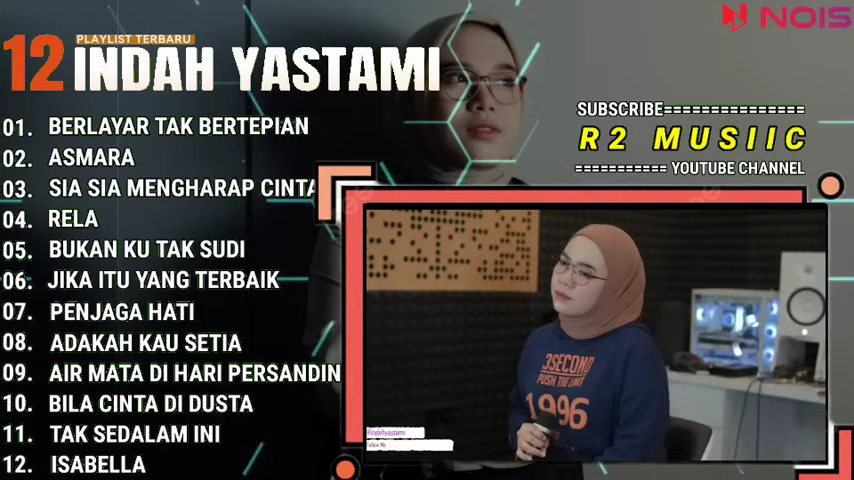 PLAYLIST TERBARU
12 INDAH YASTAMI
01. BERLAYAR TAK BERTEPIAN
02. ASMARA
03. SIA SIA MENGHARAP CINTA
04. RELA
05. BUKAN KU TAK SUDI
06. JIKA ITU YANG TERBAIK
07. PENJAGA HATI
08. ADAKAH KAU SETIA
09. AIR MATA DI HARI PERSANDIN
10. BILA CINTA DI DUSTA
11. TAK SEDALAM INI
12. ISABELLA
NOIS
SUBSCRIBE================
R2 MUSIIC
=========== YOUTUBE CHANNEL
3SECOND
PUSH THE LIMIT
1996